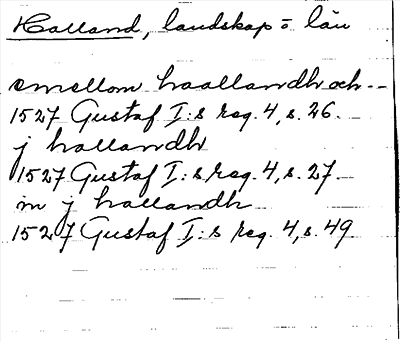 Halland, landskap = län
emellom haallandh och --
1527 Gustaf I:s reg. 4, s. 26.
j hallandh
1527 Gustaf I:s reg. 4, s. 27.
in j hallandh
1527 Gustaf I:s reg. 4, s. 49